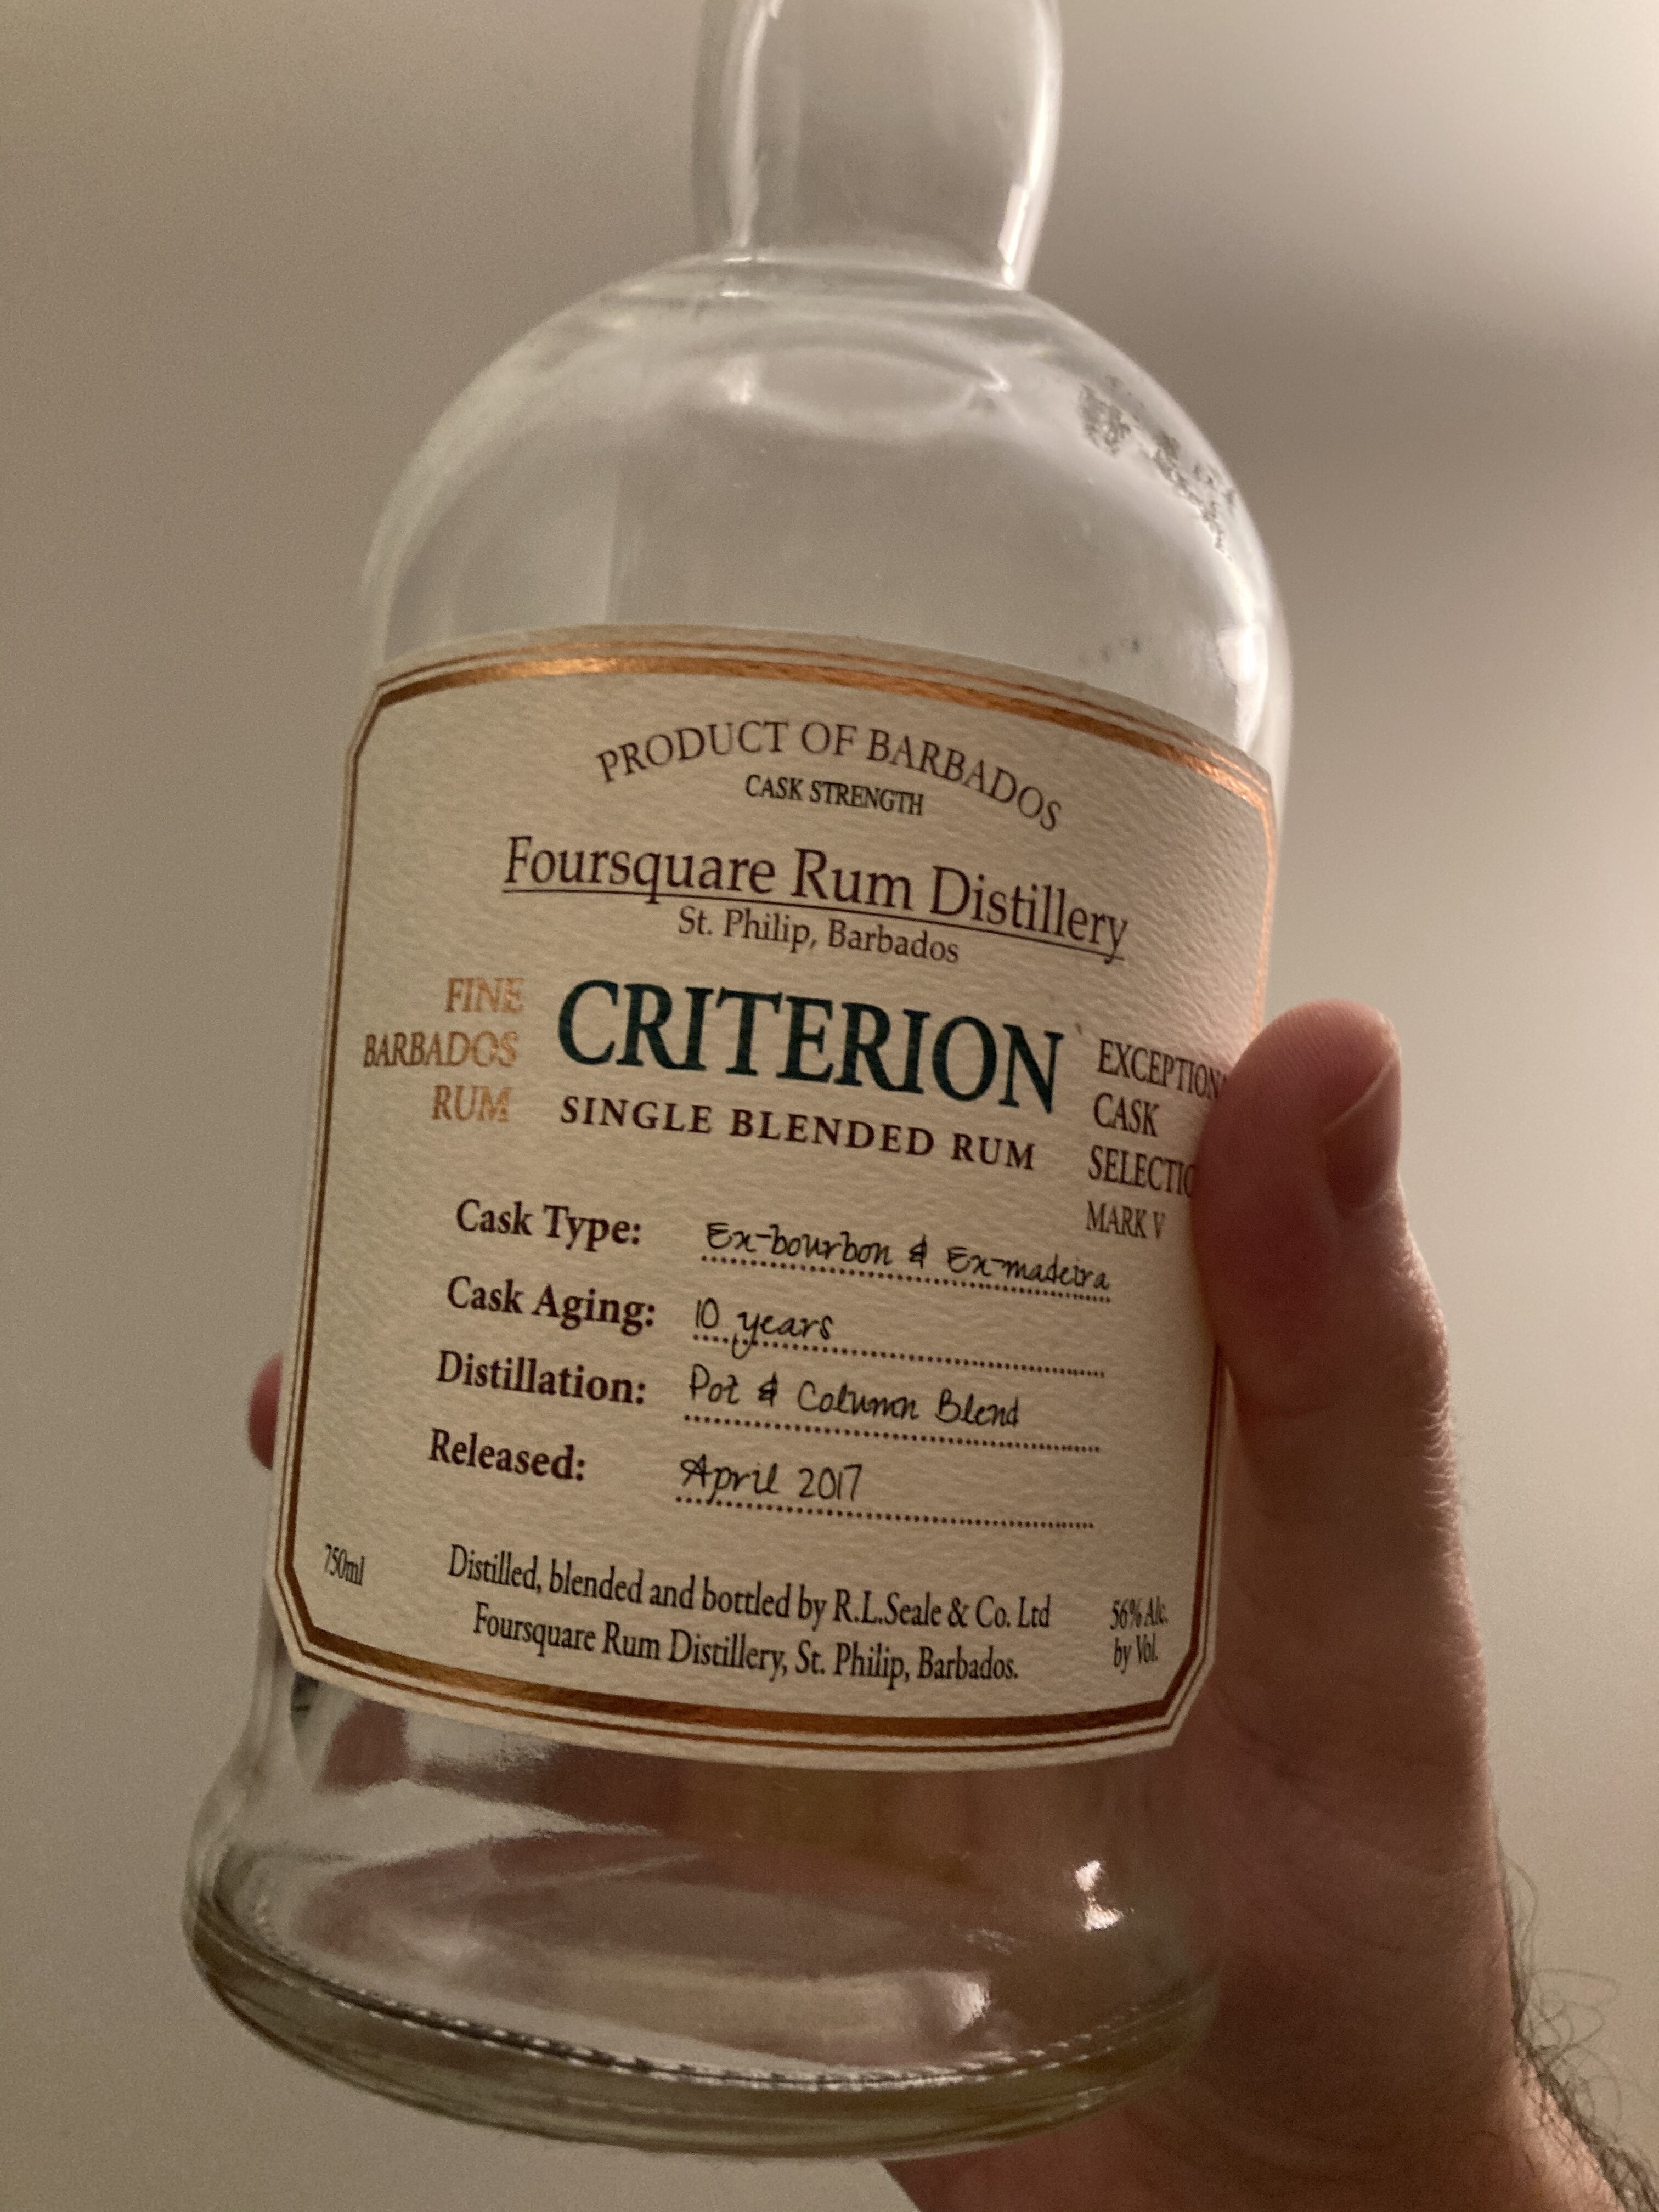 PRODUCT OF BARBADOS
CASK STRENGTH
Foursquare Rum Distillery
St. Philip, Barbados
FINE
BARBADOS
RUM
CRITERION
SINGLE BLENDED RUM
EXCEPTION
CASK
SELECTIO
MARK V
Cask Type: Ex-bourbon & Ex-madeira
Cask Aging: 10 years
Distillation: Pot & Column Blend
Released: April 2017
750ml
Distilled, blended and bottled by R.L.Seale & Co. Ltd
Foursquare Rum Distillery, St. Philip, Barbados.
56% Alc.
by Vol.